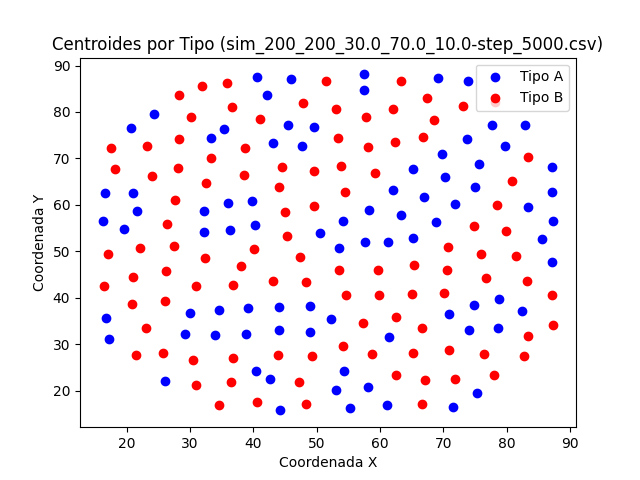 Centroides por Tipo (sim_200_200_30.0_70.0_10.0-step_5000.csv)
Tipo A
Tipo B
90
80
70
60
50
40
30
20
Coordenada Y
20 30 40 50 60 70 80 90
Coordenada X